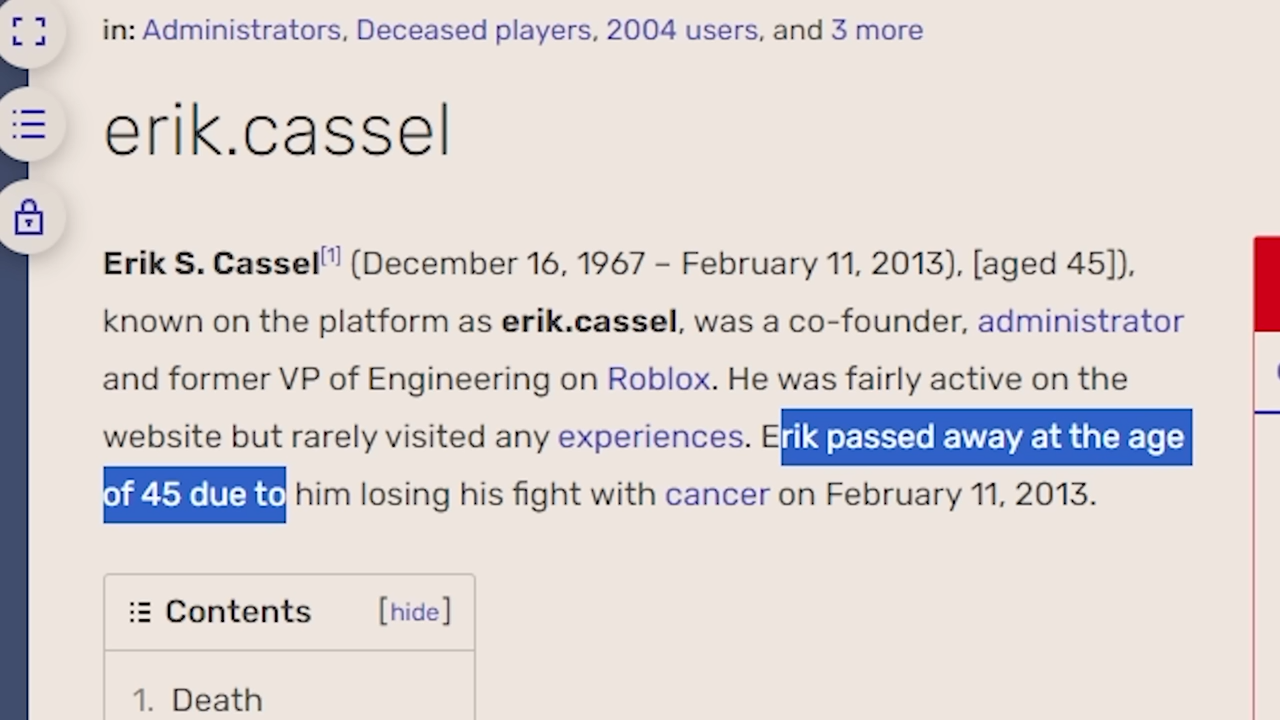 in: Administrators, Deceased players, 2004 users, and 3 more
erik.cassel
Erik S. Cassel[1] (December 16, 1967 – February 11, 2013), [aged 45]),
known on the platform as erik.cassel, was a co-founder, administrator
and former VP of Engineering on Roblox. He was fairly active on the
website but rarely visited any experiences. Erik passed away at the age
of 45 due to him losing his fight with cancer on February 11, 2013.
Contents [hide]
1. Death